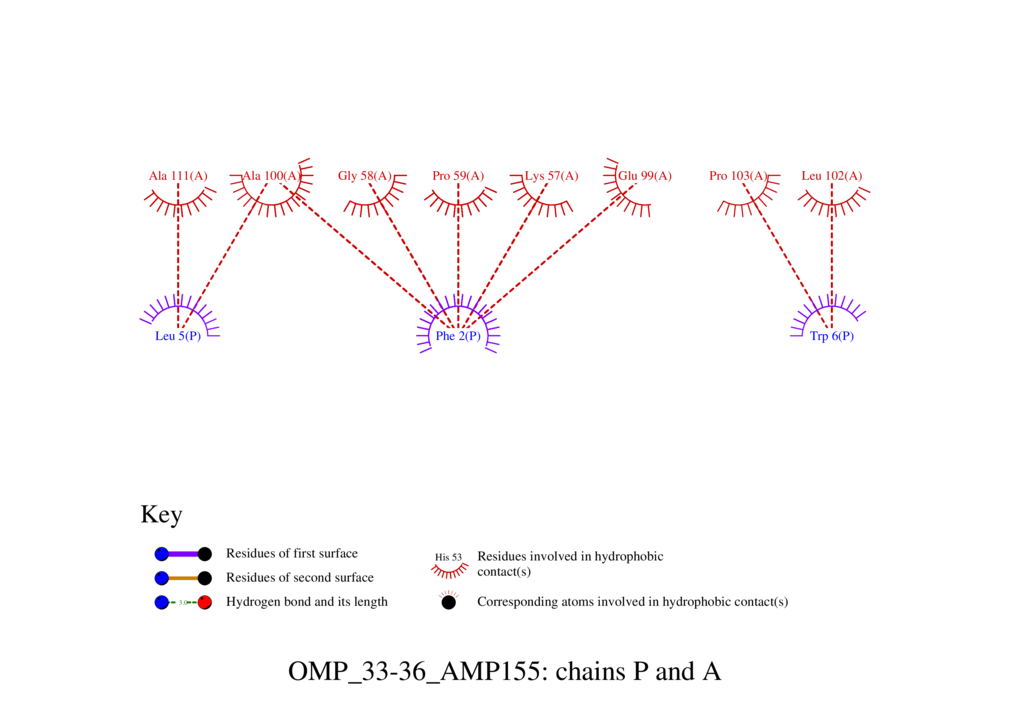 Ala 111(A) Ala 100(A) Gly 58(A) Pro 59(A) Lys 57(A) Glu 99(A) Pro 103(A) Leu 102(A)
Leu 5(P) Phe 2(P) Trp 6(P)
Key
Residues of first surface
Residues of second surface
3.0 Hydrogen bond and its length
His 53 Residues involved in hydrophobic
contact(s)
Corresponding atoms involved in hydrophobic contact(s)
OMP_33-36_AMP155: chains P and A